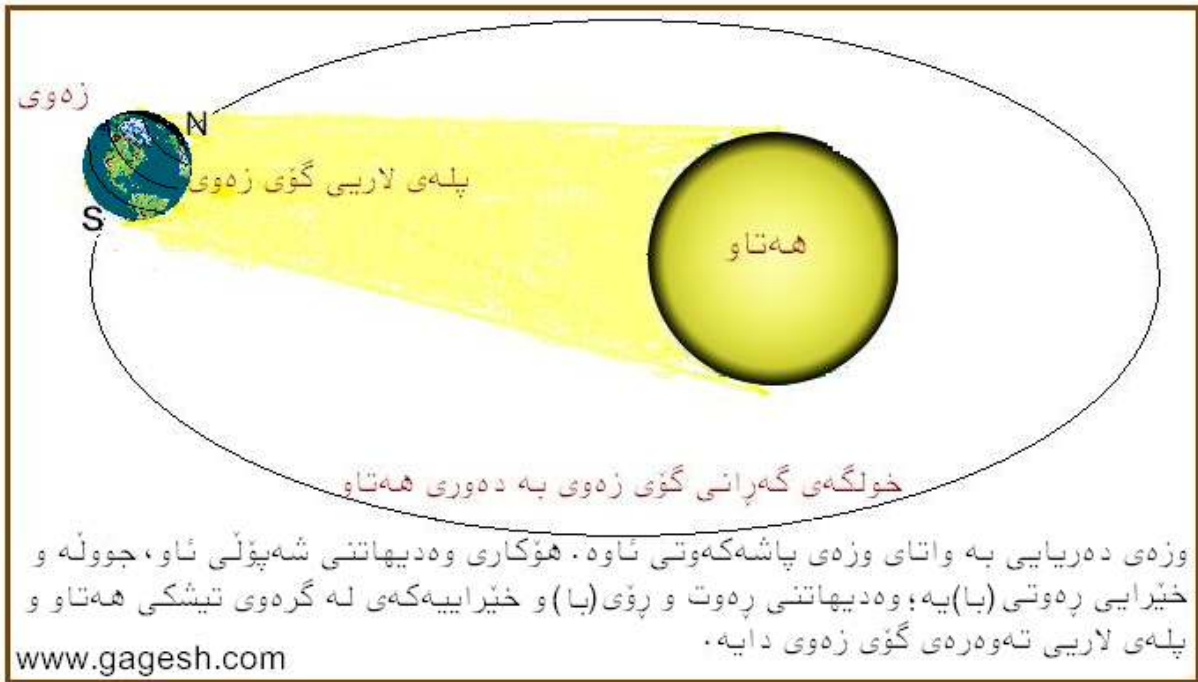 زەوی
N
پلەی لاریی گۆی زەوی
S
هەتاو
خولگەی گەڕانی گۆی زەوی بە دەوری هەتاو
وزەی دەریایی بە واتای وزەی پاشەکەوتی ئاوە. هۆکاری وەدیهاتنی شەپۆڵی ئاو، جووڵە و
خێرایی ڕەوتی (با)یە؛ وەدیهاتنی ڕەوت و ڕۆی(با) و خێراییەکەی لە گرەوی تیشکی هەتاو و
پلەی لاریی تەوەرەی گۆی زەوی دایە.
www.gagesh.com